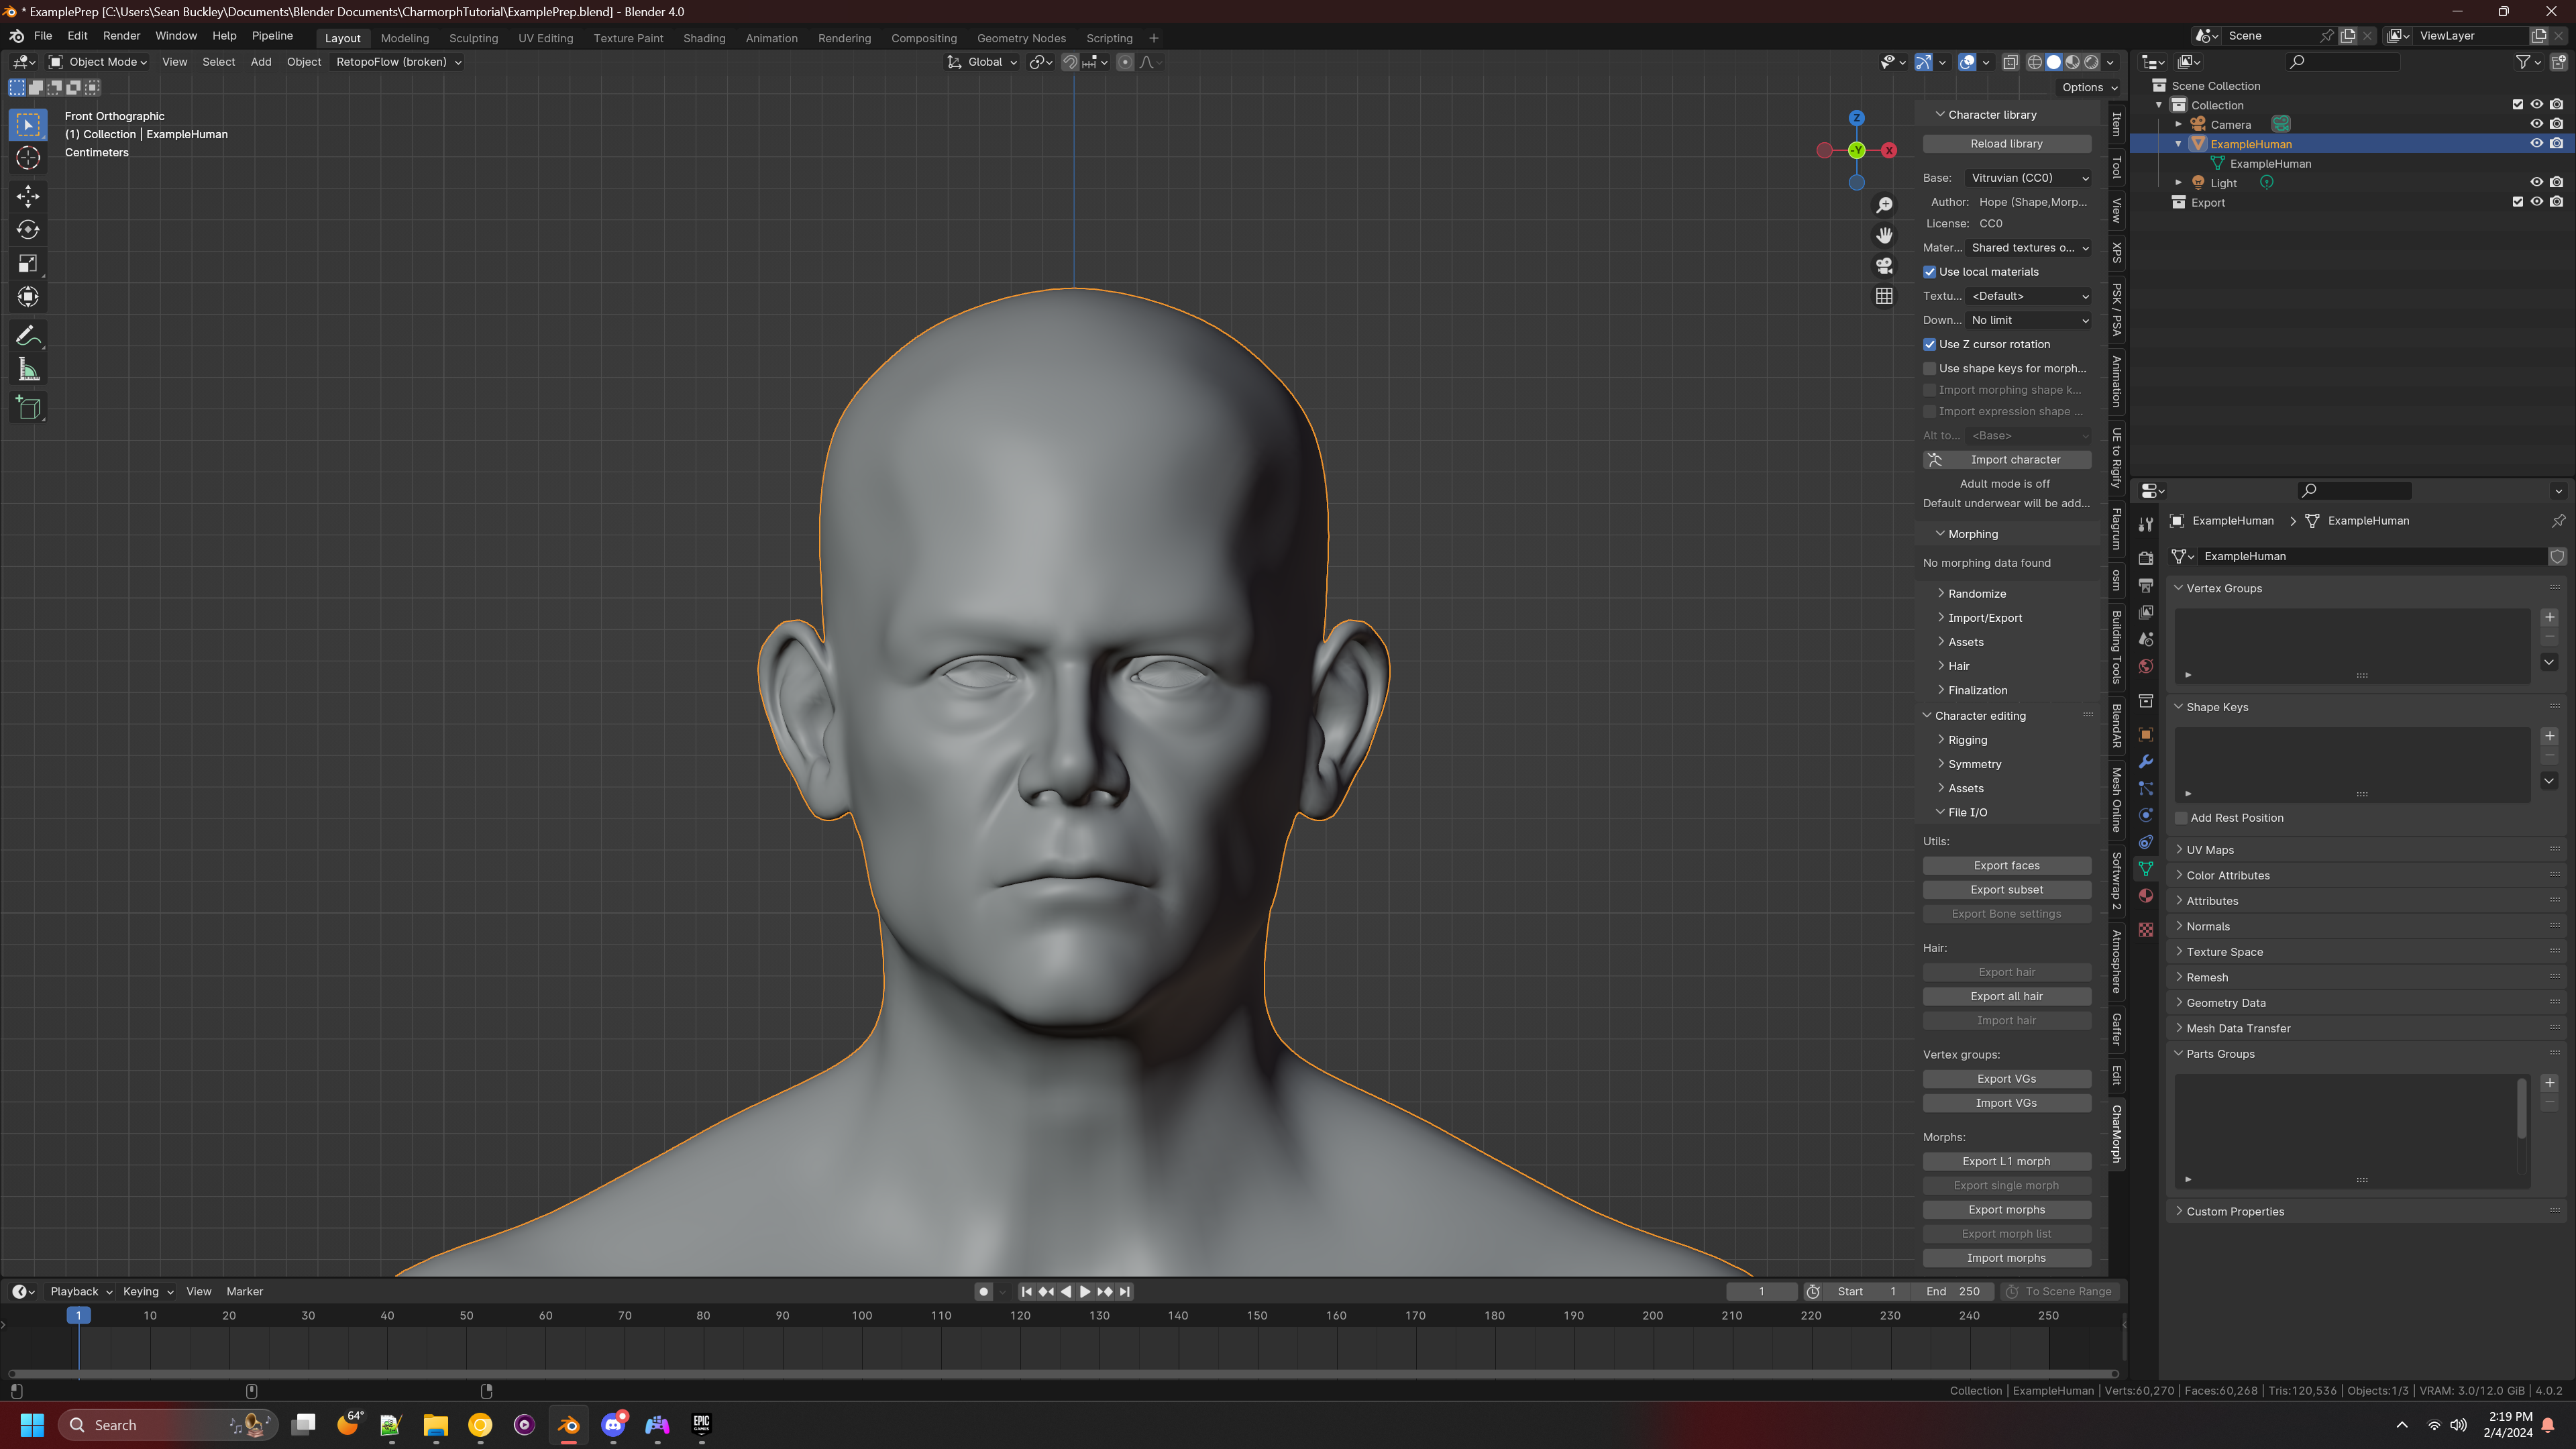 * ExamplePrep [C:\Users\Sean Buckley\Documents\Blender Documents\CharmorphTutorial\ExamplePrep.blend] - Blender 4.0
File Edit Render Window Help Pipeline Layout Modeling Sculpting UV Editing Texture Paint Shading Animation Rendering Compositing Geometry Nodes Scripting + Scene ViewLayer
Object Mode View Select Add Object RetopoFlow (broken) Global
Options
Front Orthographic
(1) Collection | ExampleHuman
Centimeters
Z
-Y
X
Character library
Reload library
Base: Vitruvian (CC0)
Author: Hope (Shape,Morp...
License: CC0
Mater... Shared textures o...
Use local materials
Textu... <Default>
Down... No limit
Use Z cursor rotation
Use shape keys for morph...
Import morphing shape k...
Import expression shape ...
Alt to... <Base>
Import character
Adult mode is off
Default underwear will be add...
Morphing
No morphing data found
Randomize
Import/Export
Assets
Hair
Finalization
Character editing
Rigging
Symmetry
Assets
File I/O
Utils:
Export faces
Export subset
Export Bone settings
Hair:
Export hair
Export all hair
Import hair
Vertex groups:
Export VGs
Import VGs
Morphs:
Export L1 morph
Export single morph
Export morphs
Export morph list
Import morphs
Item
Tool
View
XPS
PSK / PSA
Animation
UE to Rigify
Flagrum
osm
Building Tools
BlendAR
Mesh Online
Softwrap 2
Atmosphere
Gaffer
Edit
CharMorph
Scene Collection
Collection
Camera
ExampleHuman
ExampleHuman
Light
Export
ExampleHuman > ExampleHuman
ExampleHuman
Vertex Groups
Shape Keys
Add Rest Position
UV Maps
Color Attributes
Attributes
Normals
Texture Space
Remesh
Geometry Data
Mesh Data Transfer
Parts Groups
Custom Properties
Playback Keying View Marker 1 Start 1 End 250 To Scene Range
1 10 20 30 40 50 60 70 80 90 100 110 120 130 140 150 160 170 180 190 200 210 220 230 240 250
Collection | ExampleHuman | Verts:60,270 | Faces:60,268 | Tris:120,536 | Objects:1/3 | VRAM: 3.0/12.0 GiB | 4.0.2
Search
64°
EPIC GAMES
2:19 PM
2/4/2024